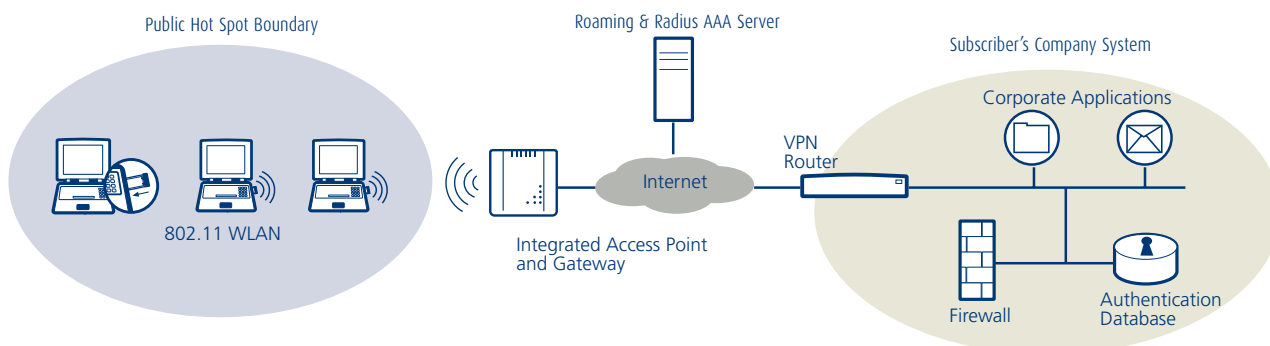 Public Hot Spot Boundary
Roaming & Radius AAA Server
Subscriber's Company System
Corporate Applications
VPN
Router
Internet
802.11 WLAN
Integrated Access Point
and Gateway
Firewall
Authentication
Database